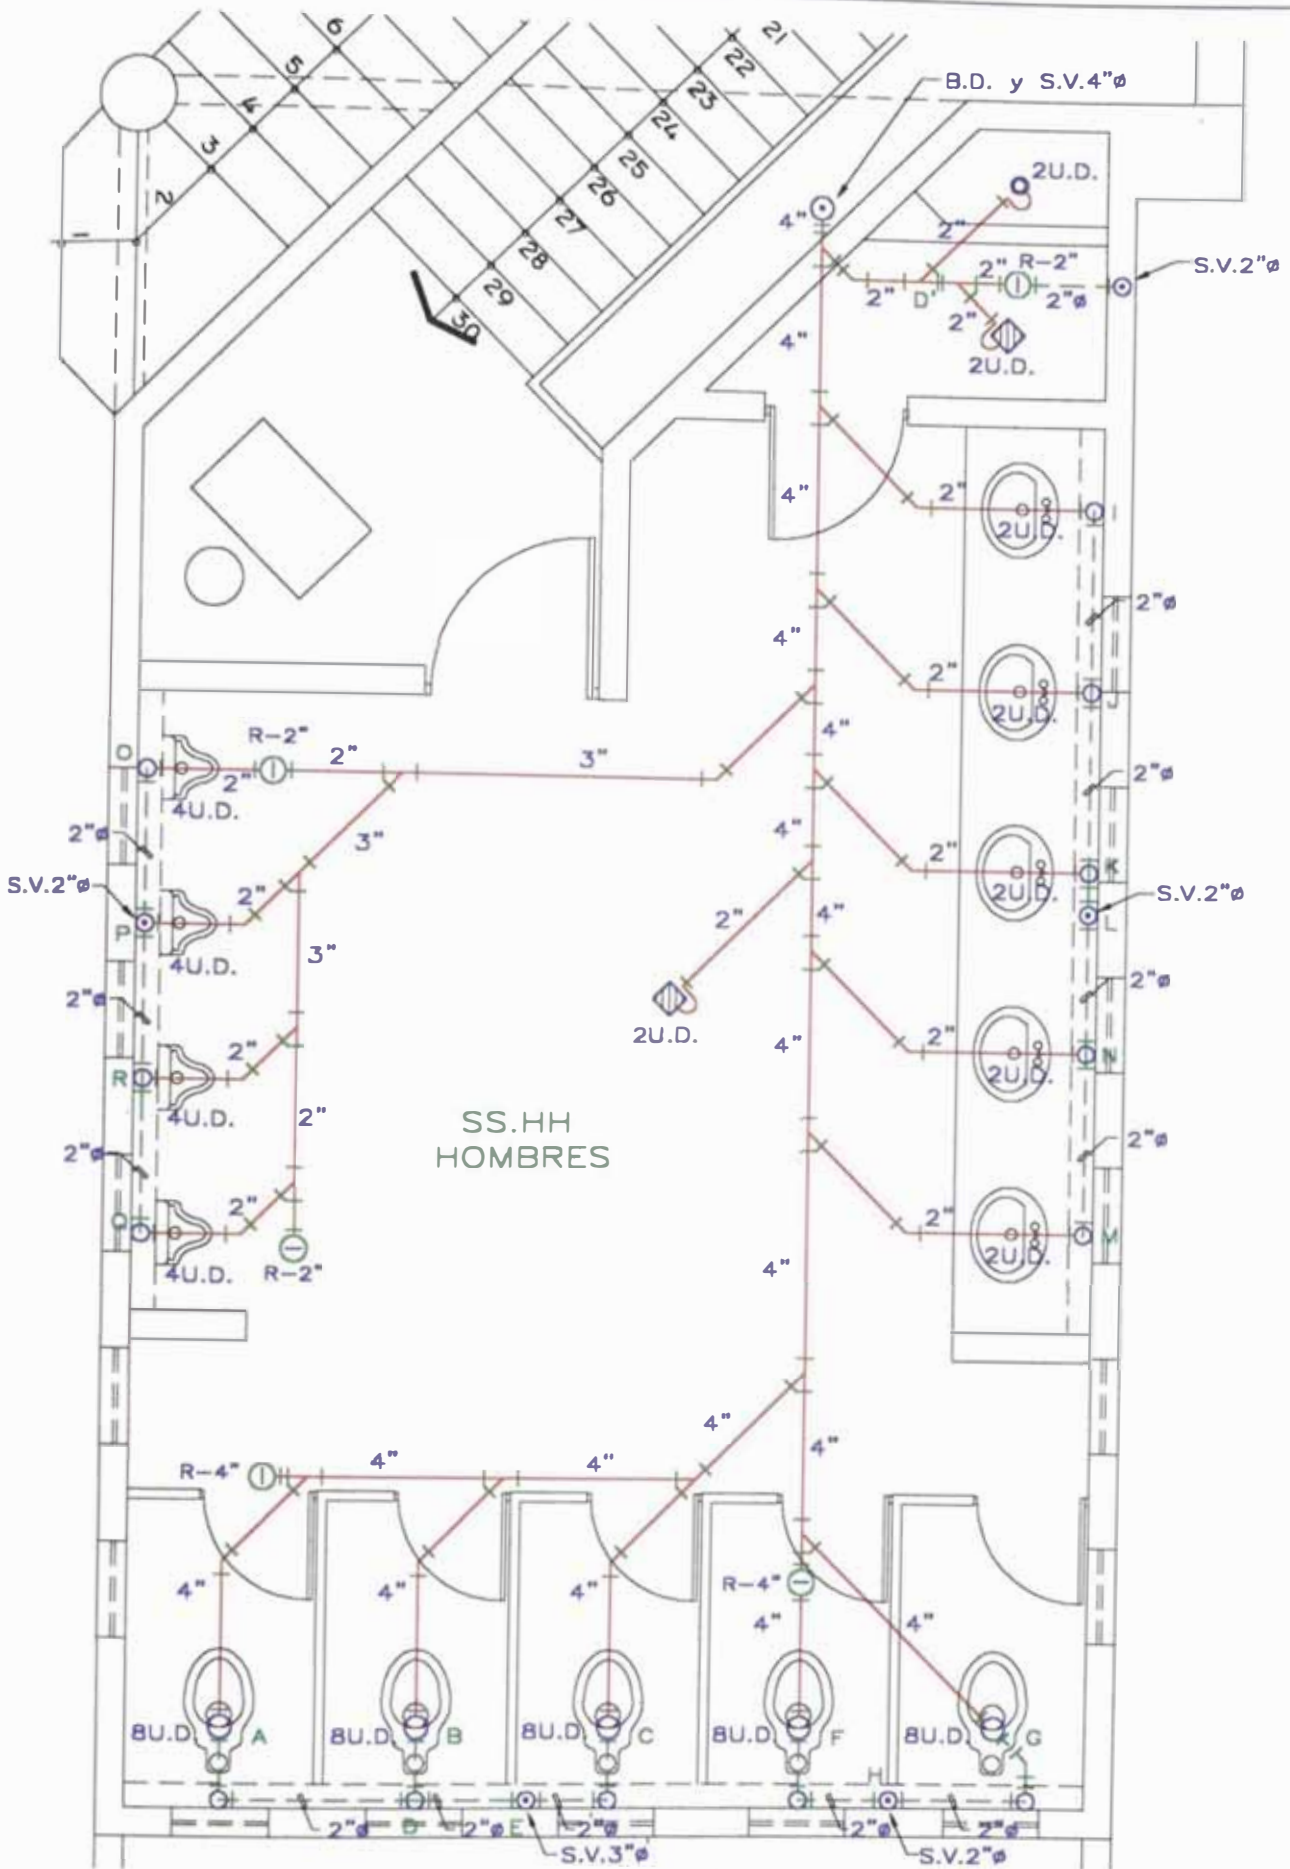 6
5
4
3
2
1
21
22
23
24
25
26
27
28
29
30
B.D. y S.V.4"ø
2U.D.
4"
2"
2" R-2"
S.V.2"ø
2" D' 2"ø
2"
4"
2U.D.
4" 2" I
2U.D.
2"ø
4"
2"
2U.D. J
O R-2" 2" 3" 4"
2" 2"ø
4U.D.
2"ø 3" 4"
2" K
S.V.2"ø 2" 2U.D. S.V.2"ø
P 2" 4" L
3"
4U.D. 2"ø
2"ø
2U.D. 4"
2" 2" N
R 2U.D.
4U.D. 2" SS.HH
HOMBRES 2"ø
2"ø
Q 2" 2" M
4U.D. R-2" 4" 2U.D.
4"
4" 4" 4"
R-4"
4" 4" 4" R-4" 4" 4"
8U.D. A 8U.D. B 8U.D. C 8U.D. F 8U.D. G
H
2"ø D 2"ø E 2"ø 2"ø 2"ø
S.V.3"ø S.V.2"ø